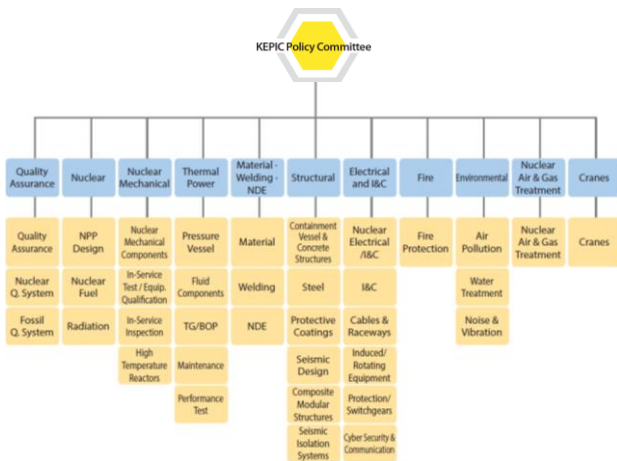 KEPIC Policy Committee
Quality
Assurance
Nuclear
Nuclear
Mechanical
Thermal
Power
Material -
Welding -
NDE
Structural
Electrical
and I&C
Fire
Environmental
Nuclear
Air & Gas
Treatment
Cranes
Quality
Assurance
Nuclear
Q. System
Fossil
Q. System
NPP
Design
Nuclear
Fuel
Radiation
Nuclear
Mechanical
Components
In-Service
Test / Equip.
Qualification
In-Service
Inspection
High
Temperature
Reactors
Pressure
Vessel
Fluid
Components
TG/BOP
Maintenance
Performance
Test
Material
Welding
NDE
Containment
Vessel &
Concrete
Structures
Steel
Protective
Coatings
Seismic
Design
Composite
Modular
Structures
Seismic
Isolation
Systems
Nuclear
Electrical
/I&C
I&C
Cables &
Raceways
Induced/
Rotating
Equipment
Protection/
Switchgears
Cyber Security &
Communication
Fire
Protection
Air
Pollution
Water
Treatment
Noise &
Vibration
Nuclear
Air & Gas
Treatment
Cranes